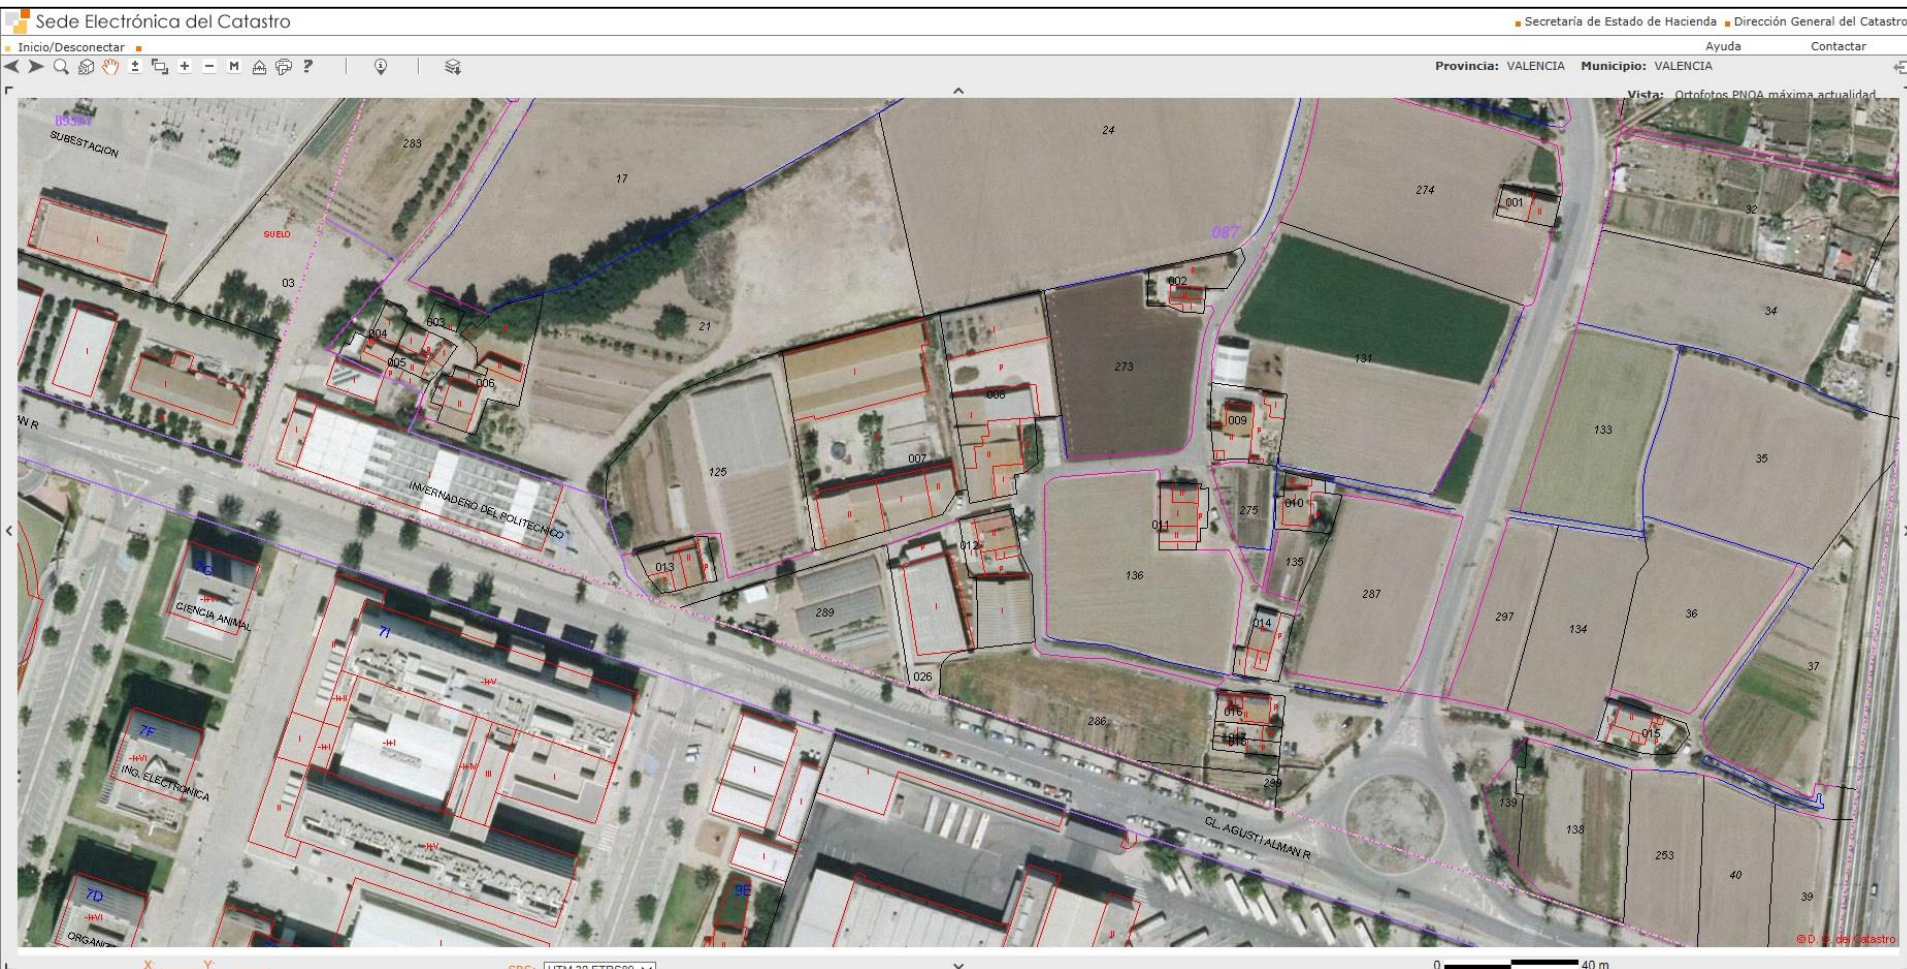 Sede Electrónica del Catastro
Secretaría de Estado de Hacienda Dirección General del Catastro
Inicio/Desconectar
Ayuda Contactar
Provincia: VALENCIA Municipio: VALENCIA
Vista: Ortofotos PNOA máxima actualidad
SUBESTACION
283
17
24
087
274
001
32
SUELO
03
002
34
004
003
005
006
21
273
131
008
009
133
35
007
125
INVERNADERO DEL POLITECNICO
275
010
011
012
013
136
135
287
289
014
297
134
36
37
CIENCIA ANIMAL
7I
026
286
016
015
299
7F
ING. ELECTRONICA
139
138
253
40
39
CL. AGUSTI ALMAN R
7D
9E
© D. G. del Catastro
X: Y:
0 40 m